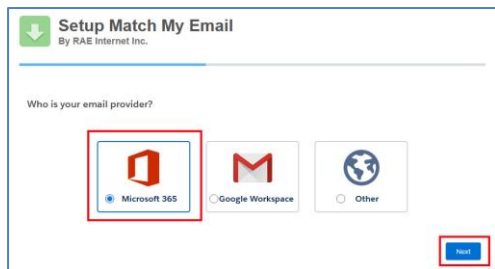 Setup Match My Email
By RAE Internet Inc.
Who is your email provider?
Microsoft 365
Google Workspace
Other
Next